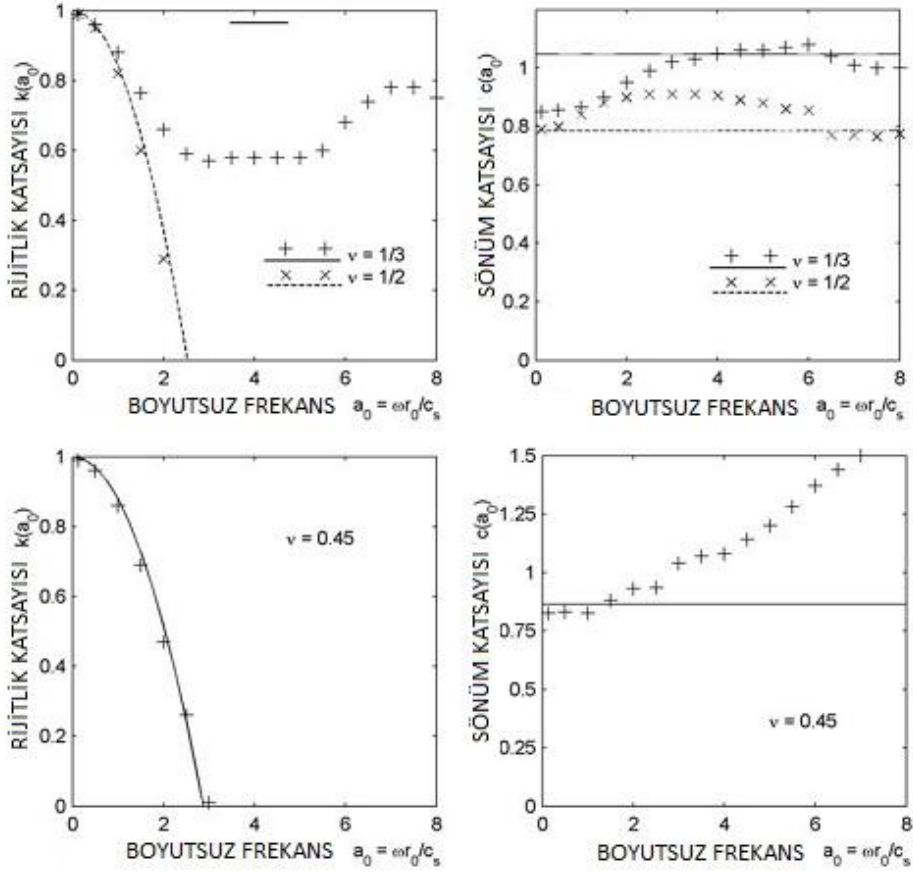 RİJİTLİK KATSAYISI k(a₀)
1
0.8
0.6
0.4
0.2
0
ν = 1/3
ν = 1/2
0 2 4 6 8
BOYUTSUZ FREKANS a₀ = ωr₀/cₛ
SÖNÜM KATSAYISI c(a₀)
1
0.8
0.6
0.4
0.2
0
ν = 1/3
ν = 1/2
0 2 4 6 8
BOYUTSUZ FREKANS a₀ = ωr₀/cₛ
RİJİTLİK KATSAYISI k(a₀)
1
0.8
0.6
0.4
0.2
0
ν = 0.45
0 2 4 6 8
BOYUTSUZ FREKANS a₀ = ωr₀/cₛ
SÖNÜM KATSAYISI c(a₀)
1.5
1.25
1
0.75
0.5
0.25
0
ν = 0.45
0 2 4 6 8
BOYUTSUZ FREKANS a₀ = ωr₀/cₛ